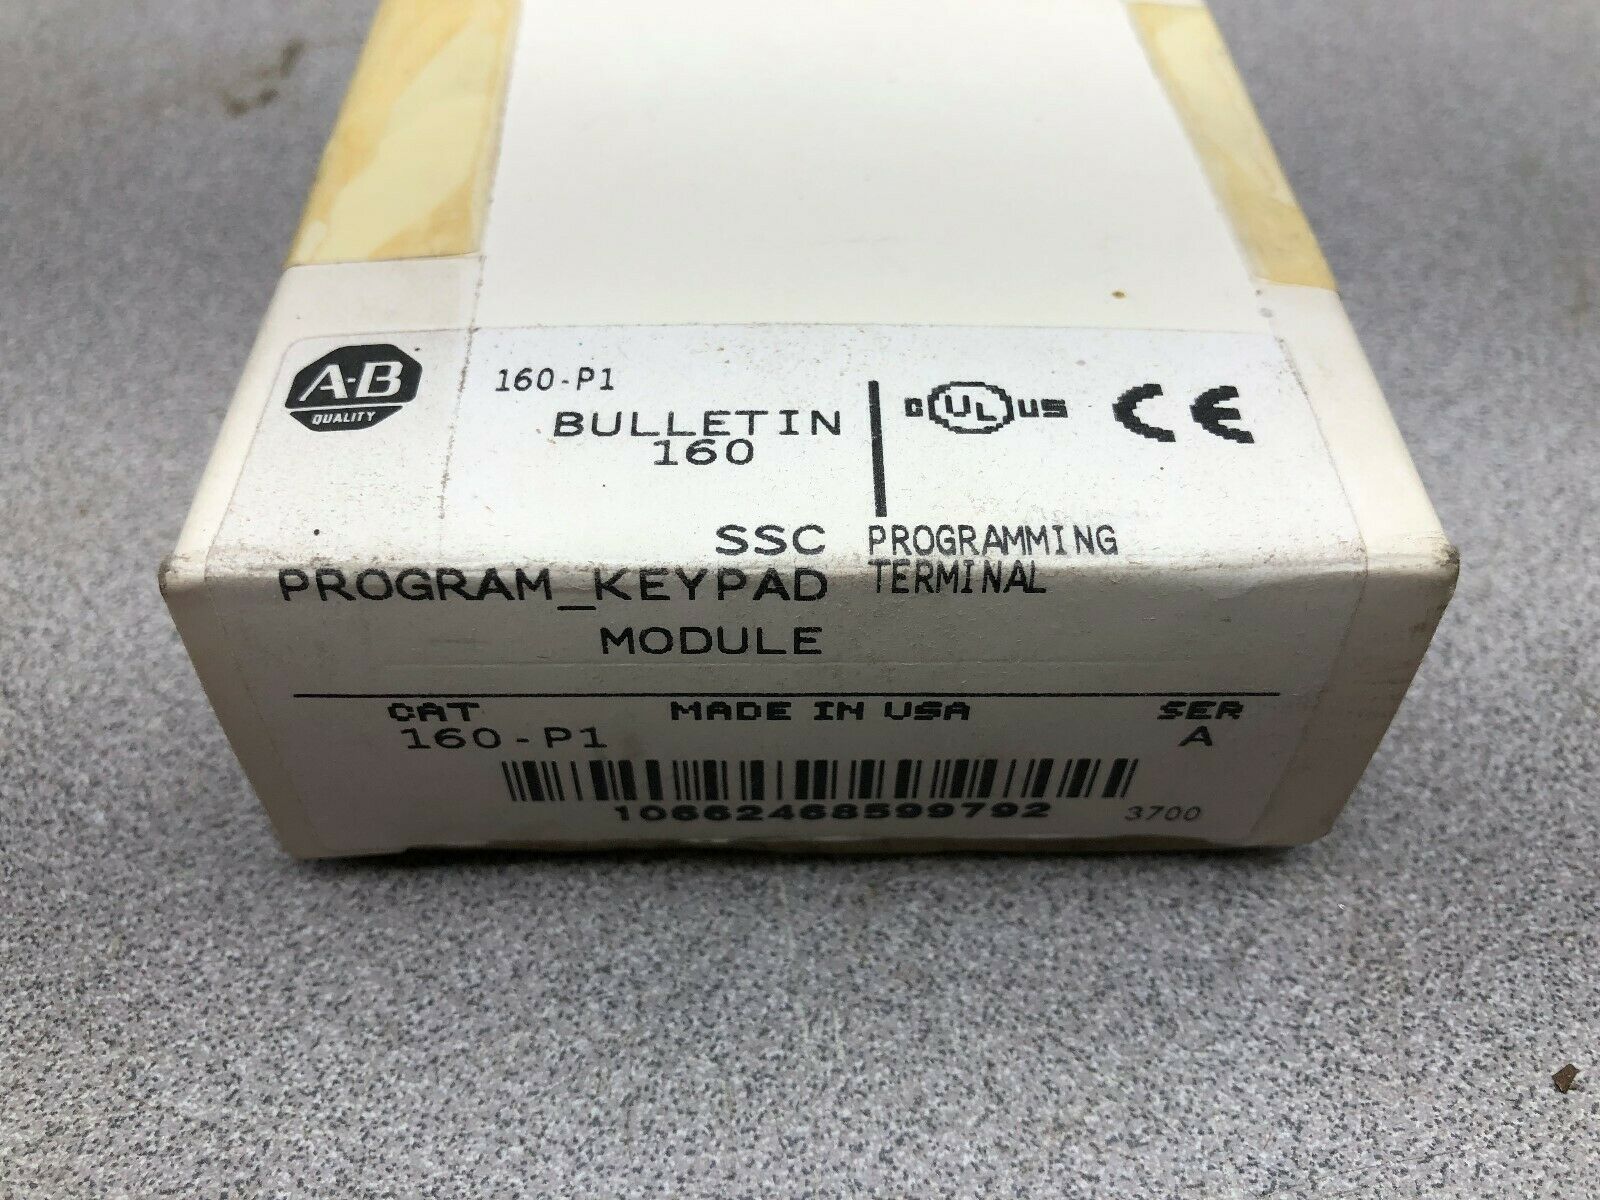 A-B
QUALITY
160-P1
BULLETIN
160
c UL US CE
SSC
PROGRAM_KEYPAD
MODULE
PROGRAMMING
TERMINAL
CAT MADE IN USA SER
160-P1 A
10662468599792 3700